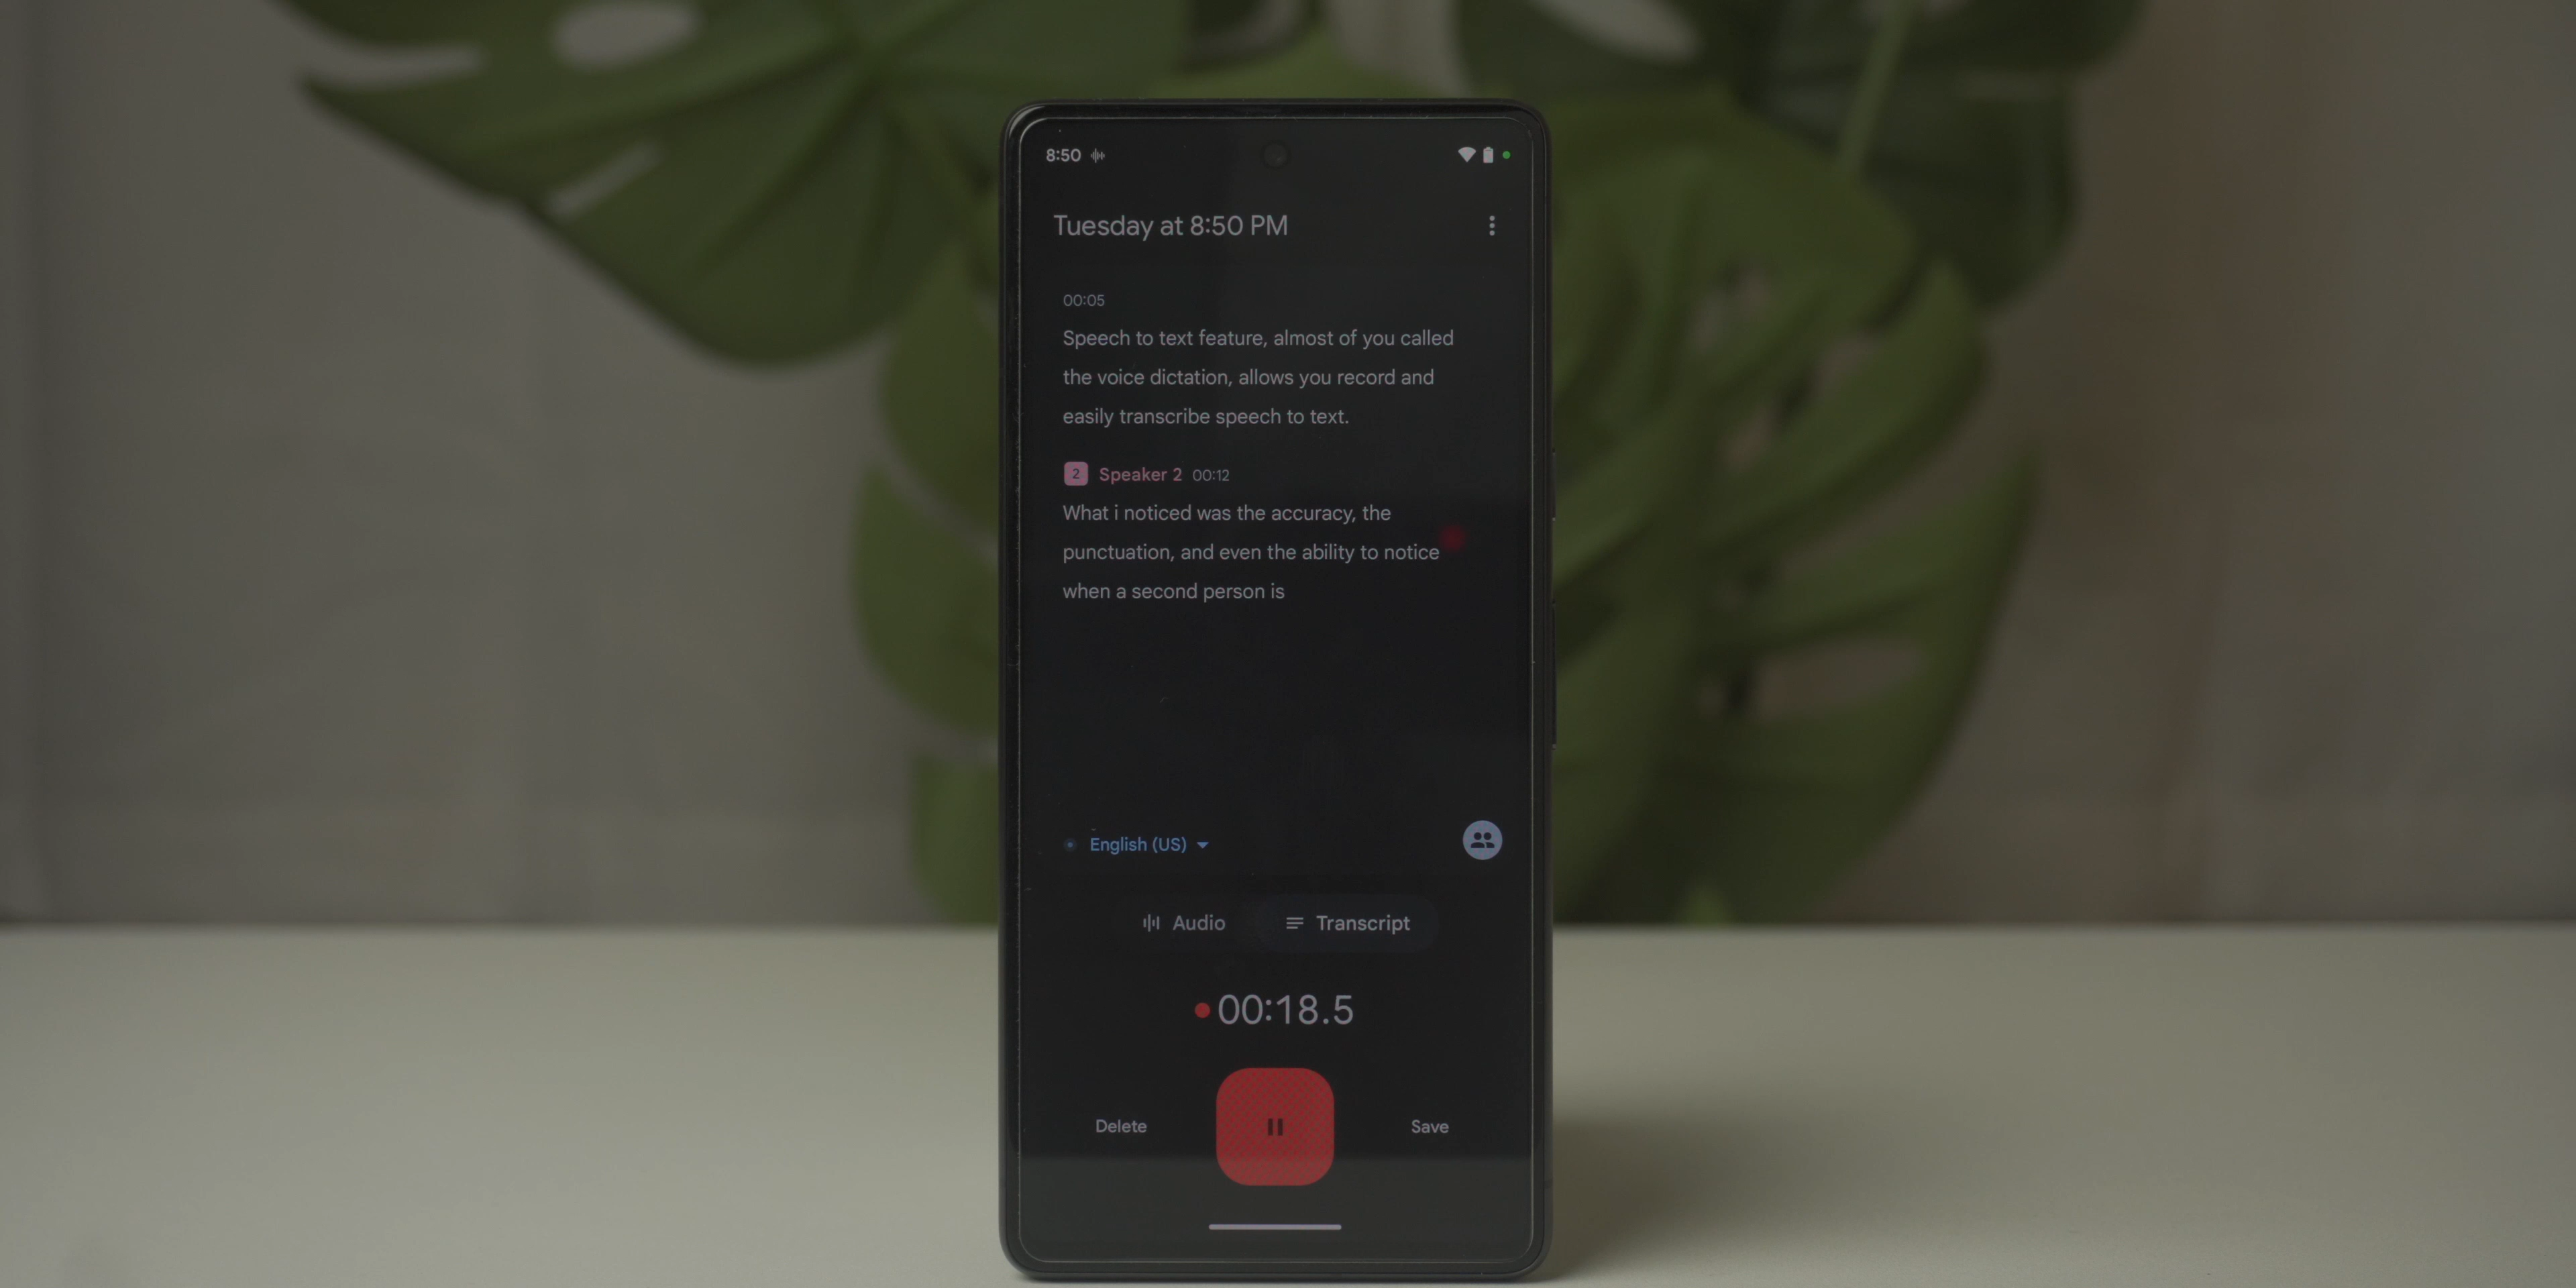 8:50
Tuesday at 8:50 PM
00:05
Speech to text feature, almost of you called
the voice dictation, allows you record and
easily transcribe speech to text.
2 Speaker 2 00:12
What i noticed was the accuracy, the
punctuation, and even the ability to notice
when a second person is
English (US)
Audio Transcript
00:18.5
Delete Save